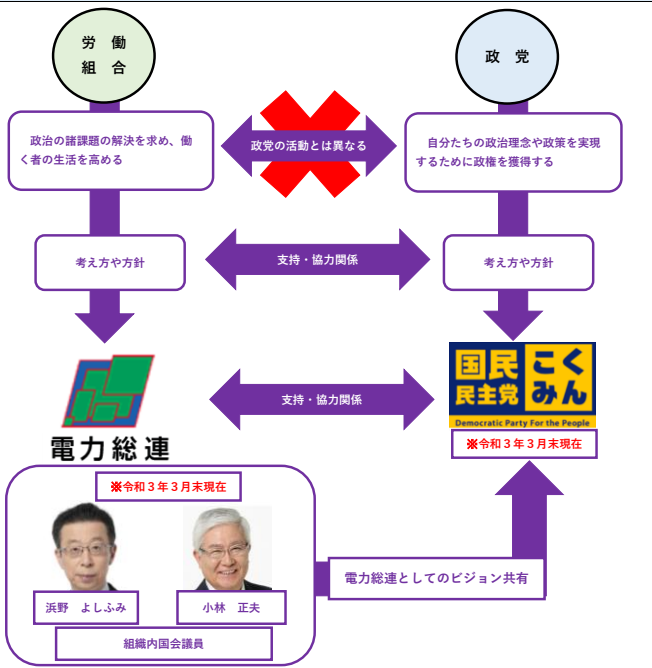 労　働
組　合
政　党
政治の諸課題の解決を求め、働
く者の生活を高める
政党の活動とは異なる
自分たちの政治理念や政策を実現
するために政権を獲得する
考え方や方針
支持・協力関係
考え方や方針
電力総連
支持・協力関係
国民
民主党
こく
みん
Democratic Party For the People
※令和３年３月末現在
※令和３年３月末現在
浜野　よしふみ
小林　正夫
組織内国会議員
電力総連としてのビジョン共有